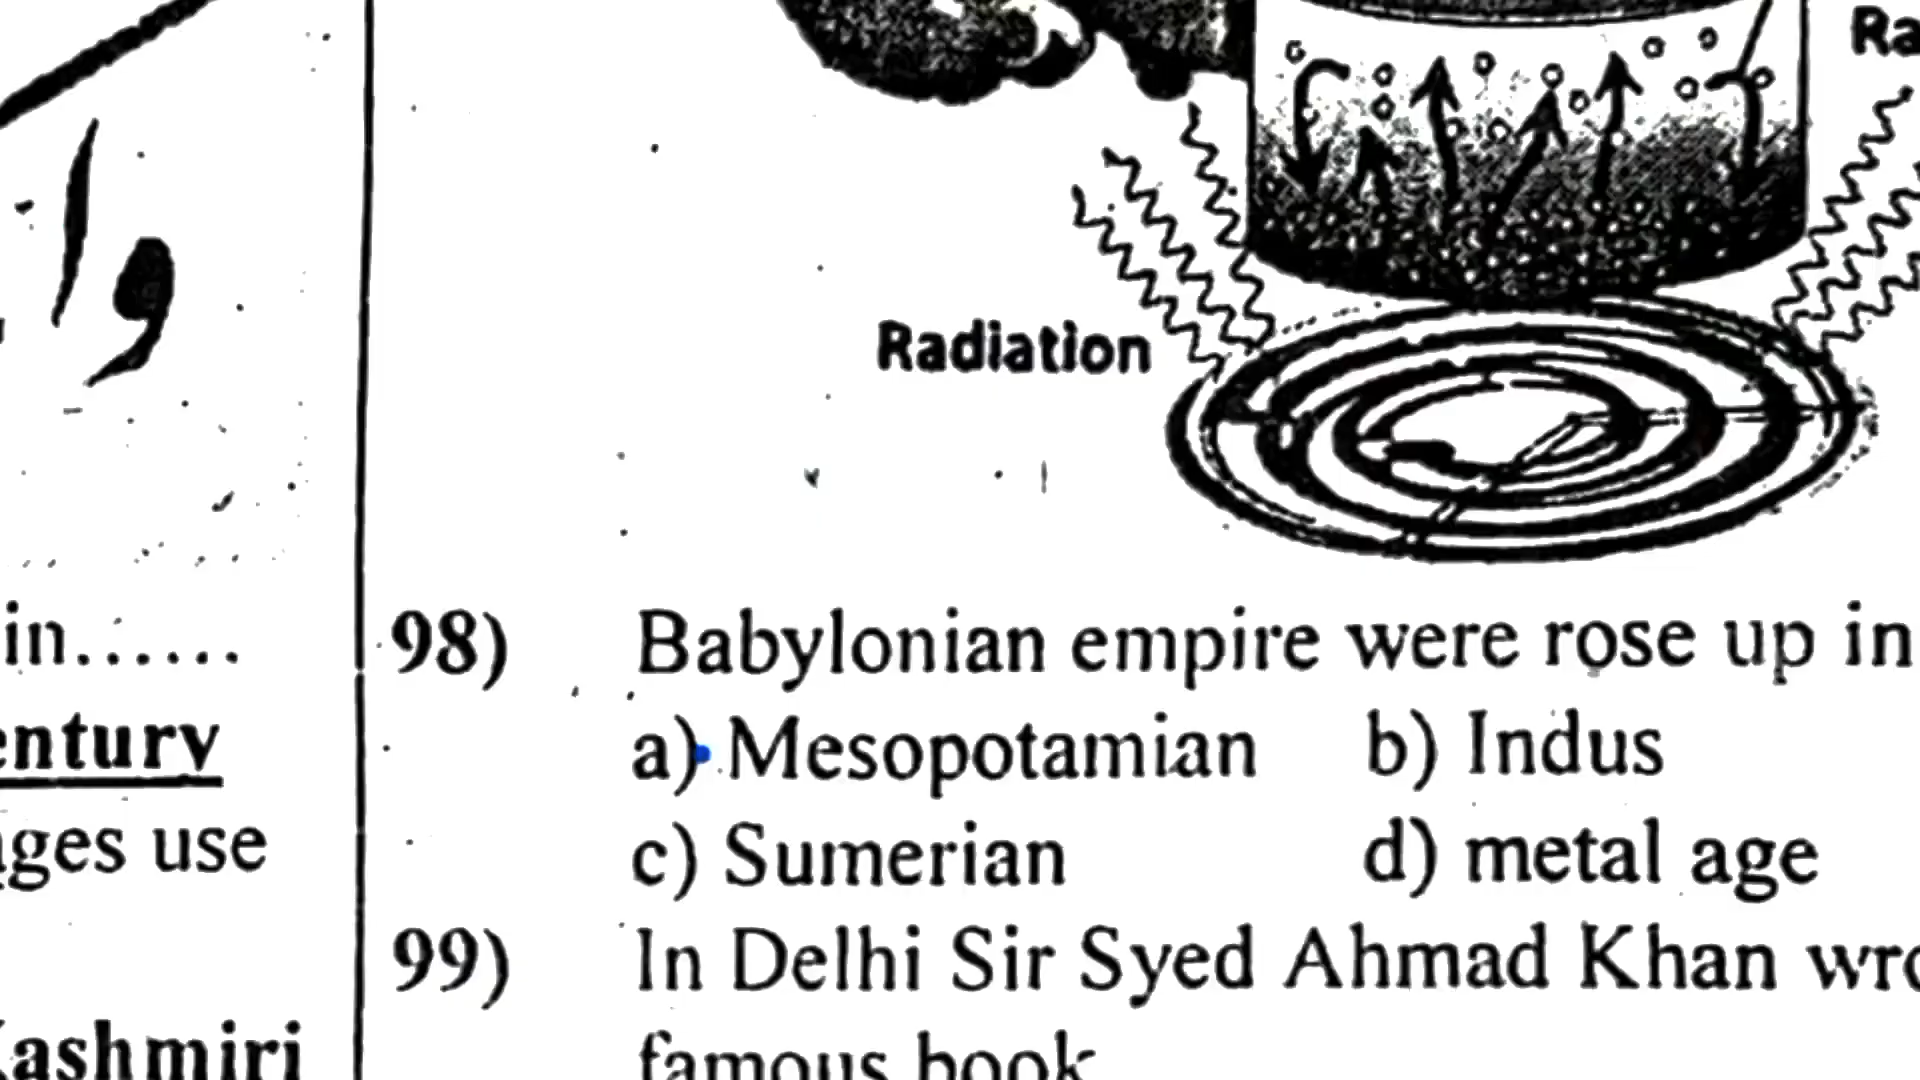 Ra
Radiation
in......
98) Babylonian empire were rose up in
a) Mesopotamian b) Indus
c) Sumerian d) metal age
99) In Delhi Sir Syed Ahmad Khan wro
famous book
entury
ages use
Kashmiri